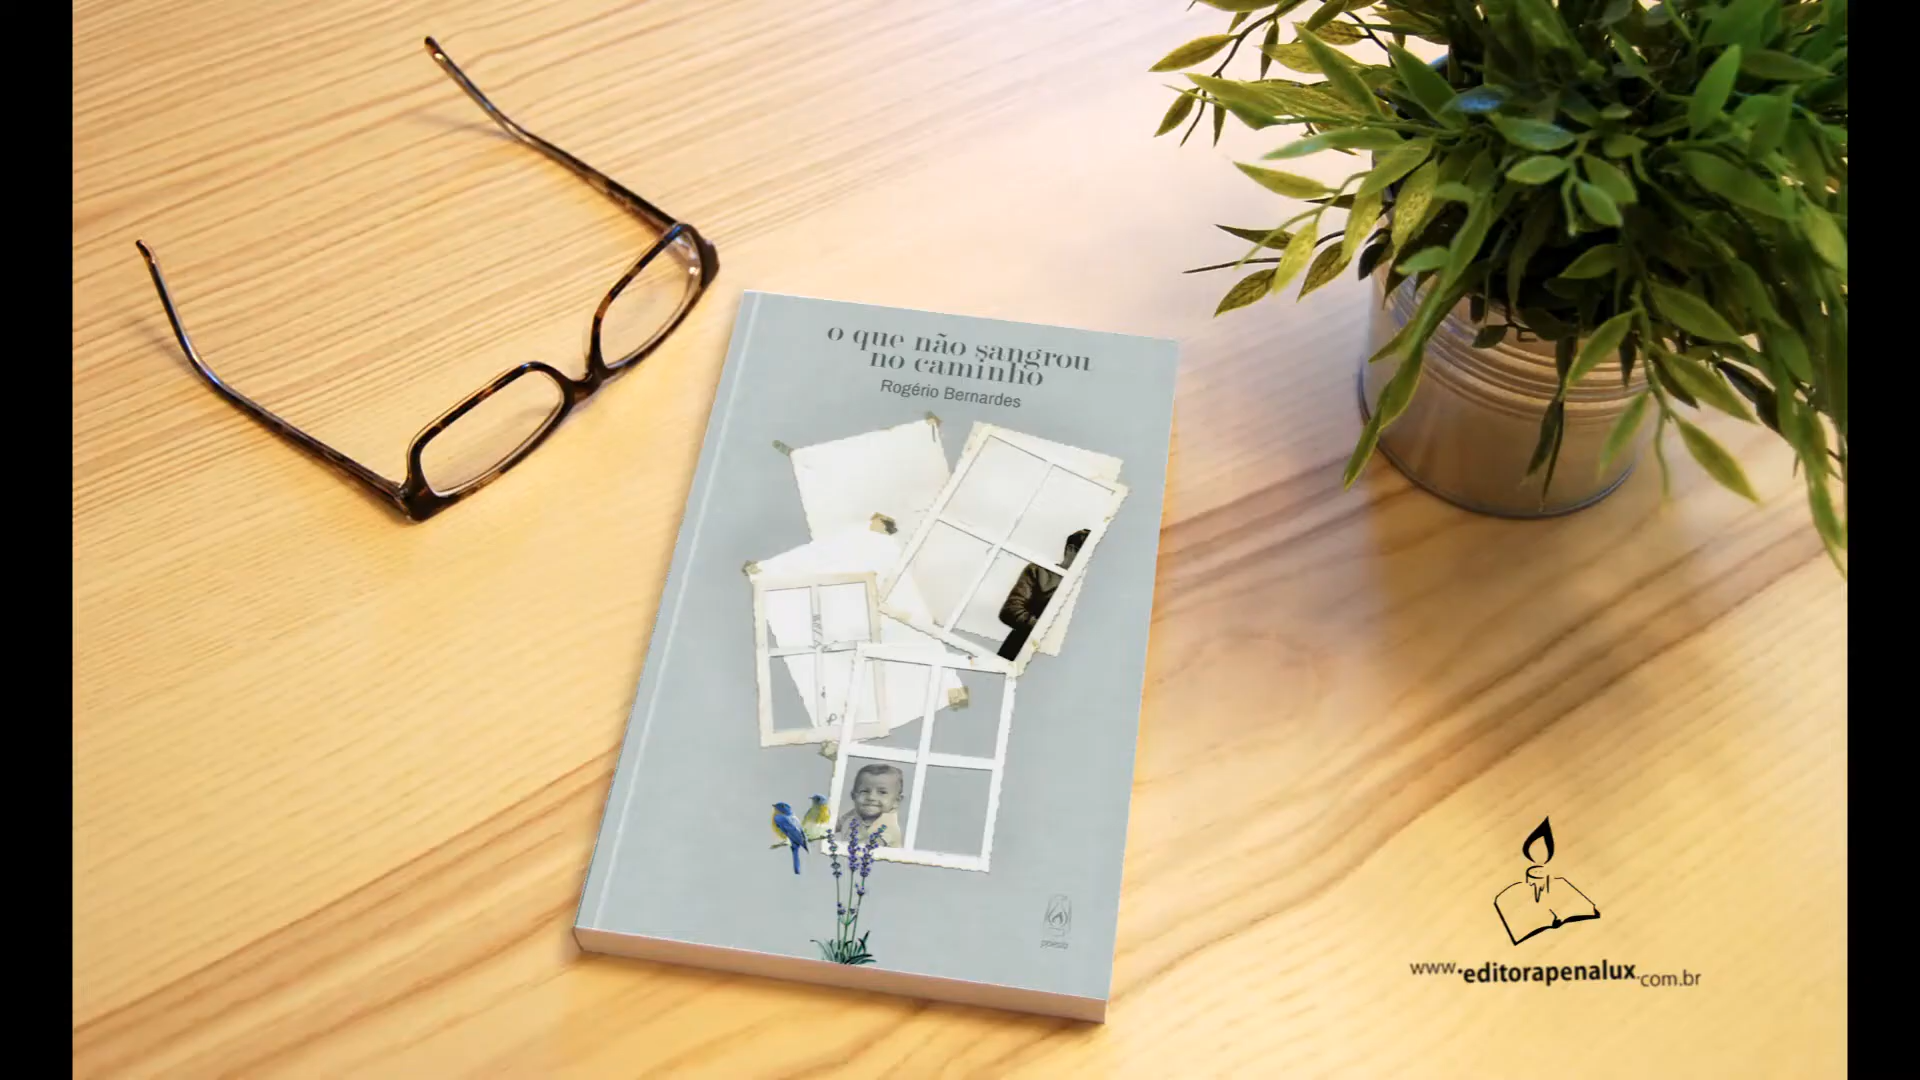 o que não sangrou
no caminho
Rogério Bernardes
poesia
www.editorapenalux.com.br